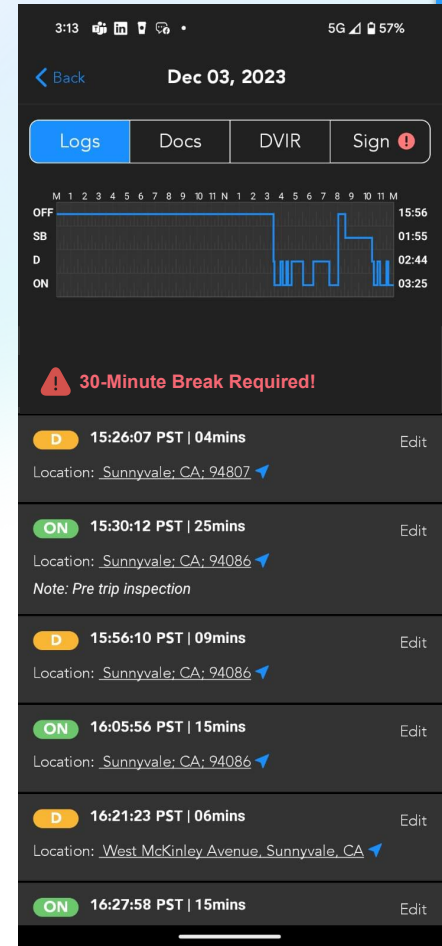 3:13 in 5G 57%
Back Dec 03, 2023
Logs Docs DVIR Sign !
M 1 2 3 4 5 6 7 8 9 10 11 N 1 2 3 4 5 6 7 8 9 10 11 M
OFF 15:56
SB 01:55
D 02:44
ON 03:25
! 30-Minute Break Required!
D 15:26:07 PST | 04mins Edit
Location: Sunnyvale; CA; 94807
ON 15:30:12 PST | 25mins Edit
Location: Sunnyvale; CA; 94086
Note: Pre trip inspection
D 15:56:10 PST | 09mins Edit
Location: Sunnyvale; CA; 94086
ON 16:05:56 PST | 15mins Edit
Location: Sunnyvale; CA; 94086
D 16:21:23 PST | 06mins Edit
Location: West McKinley Avenue, Sunnyvale, CA
ON 16:27:58 PST | 15mins Edit